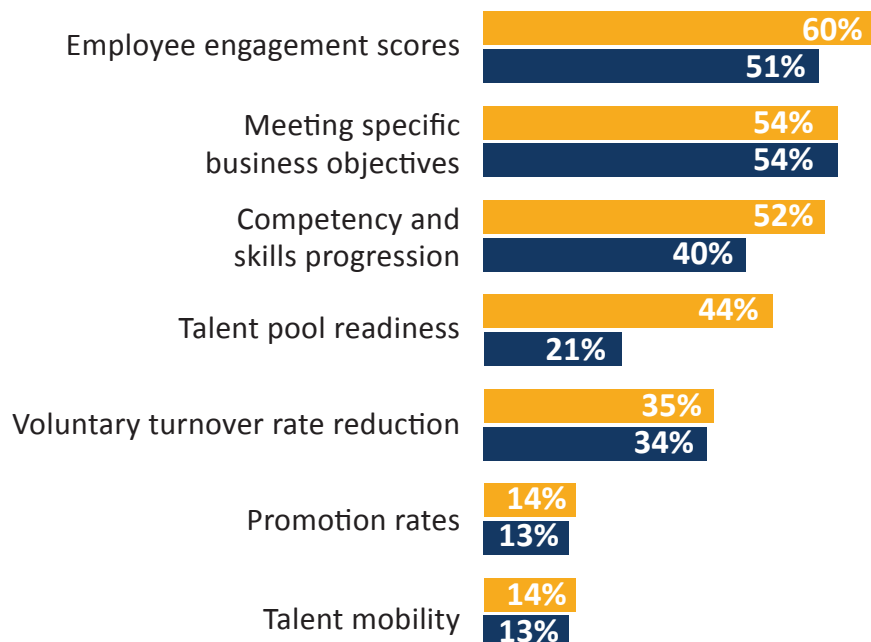 Employee engagement scores
60%
51%
Meeting specific
business objectives
54%
54%
Competency and
skills progression
52%
40%
Talent pool readiness
44%
21%
Voluntary turnover rate reduction
35%
34%
Promotion rates
14%
13%
Talent mobility
14%
13%